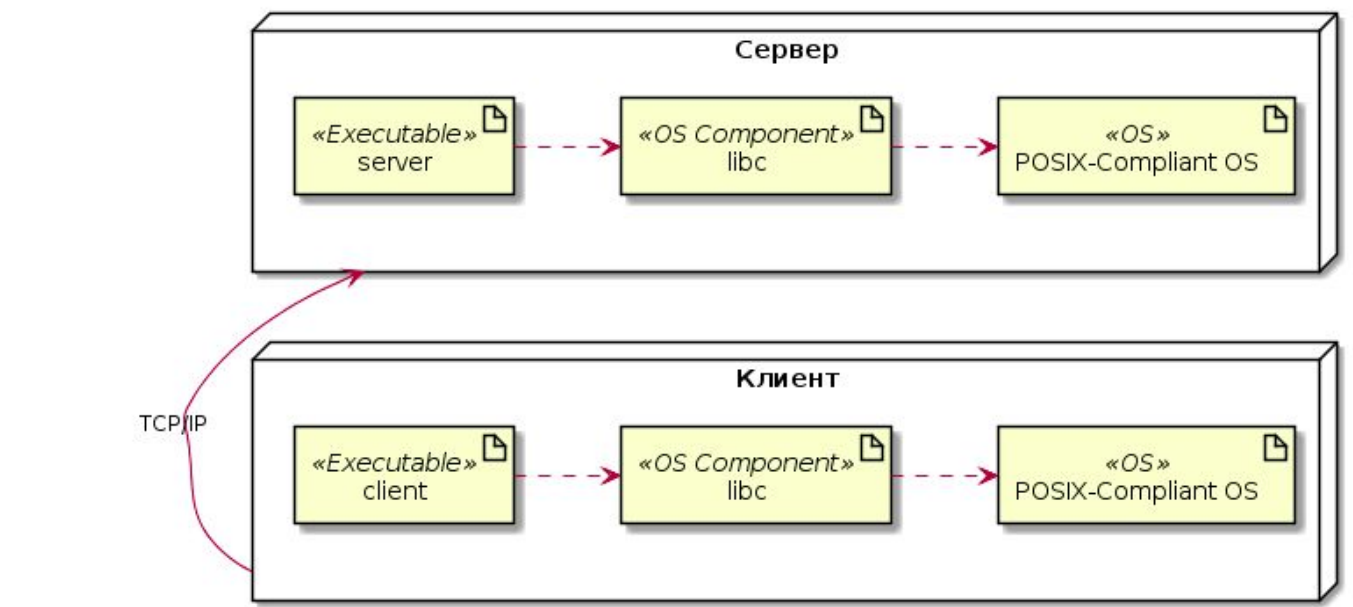 Сервер
«Executable»
server
«OS Component»
libc
«OS»
POSIX-Compliant OS
TCP/IP
Клиент
«Executable»
client
«OS Component»
libc
«OS»
POSIX-Compliant OS